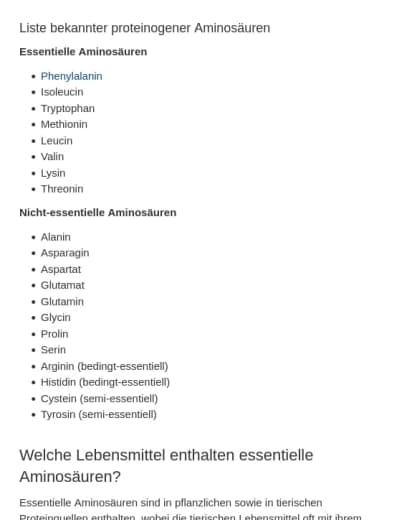 Liste bekannter proteinogener Aminosäuren
Essentielle Aminosäuren
Phenylalanin
Isoleucin
Tryptophan
Methionin
Leucin
Valin
Lysin
Threonin
Nicht-essentielle Aminosäuren
Alanin
Asparagin
Aspartat
Glutamat
Glutamin
Glycin
Prolin
Serin
Arginin (bedingt-essentiell)
Histidin (bedingt-essentiell)
Cystein (semi-essentiell)
Tyrosin (semi-essentiell)
Welche Lebensmittel enthalten essentielle
Aminosäuren?
Essentielle Aminosäuren sind in pflanzlichen sowie in tierischen
Proteinquellen enthalten, wobei die tierischen Lebensmittel oft mit ihrem